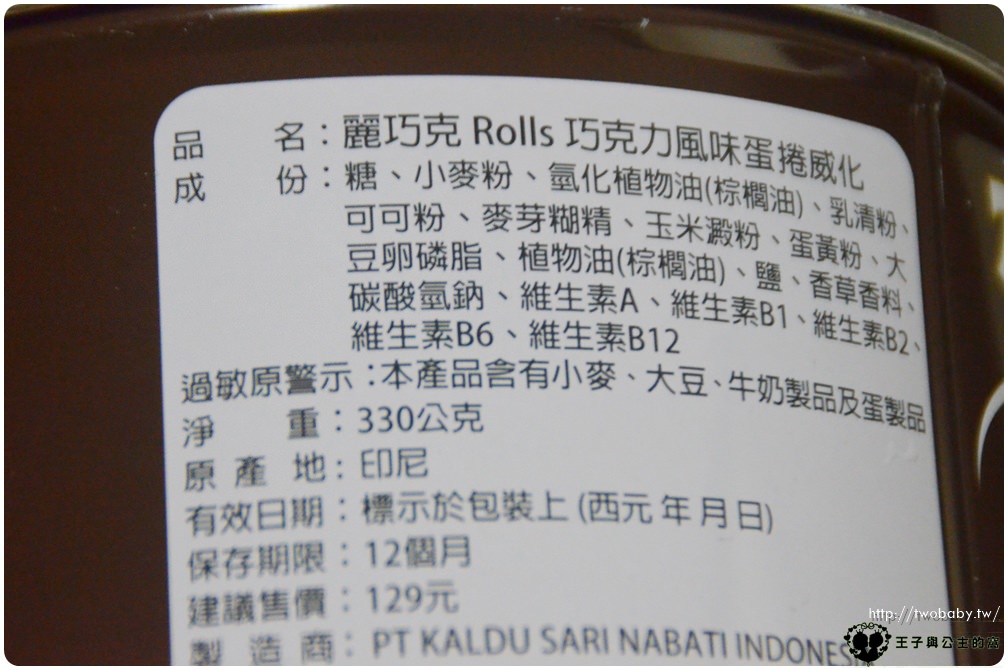 品名：麗巧克 Rolls 巧克力風味蛋捲威化
成份：糖、小麥粉、氫化植物油(棕櫚油)、乳清粉、
可可粉、麥芽糊精、玉米澱粉、蛋黃粉、大
豆卵磷脂、植物油(棕櫚油)、鹽、香草香料、
碳酸氫鈉、維生素A、維生素B1、維生素B2、
維生素B6、維生素B12
過敏原警示：本產品含有小麥、大豆、牛奶製品及蛋製品
淨重：330公克
原產地：印尼
有效日期：標示於包裝上 (西元 年 月 日)
保存期限：12個月
建議售價：129元
製造商：PT KALDU SARI NABATI INDONES
http://twobaby.tw/
王子與公主的店